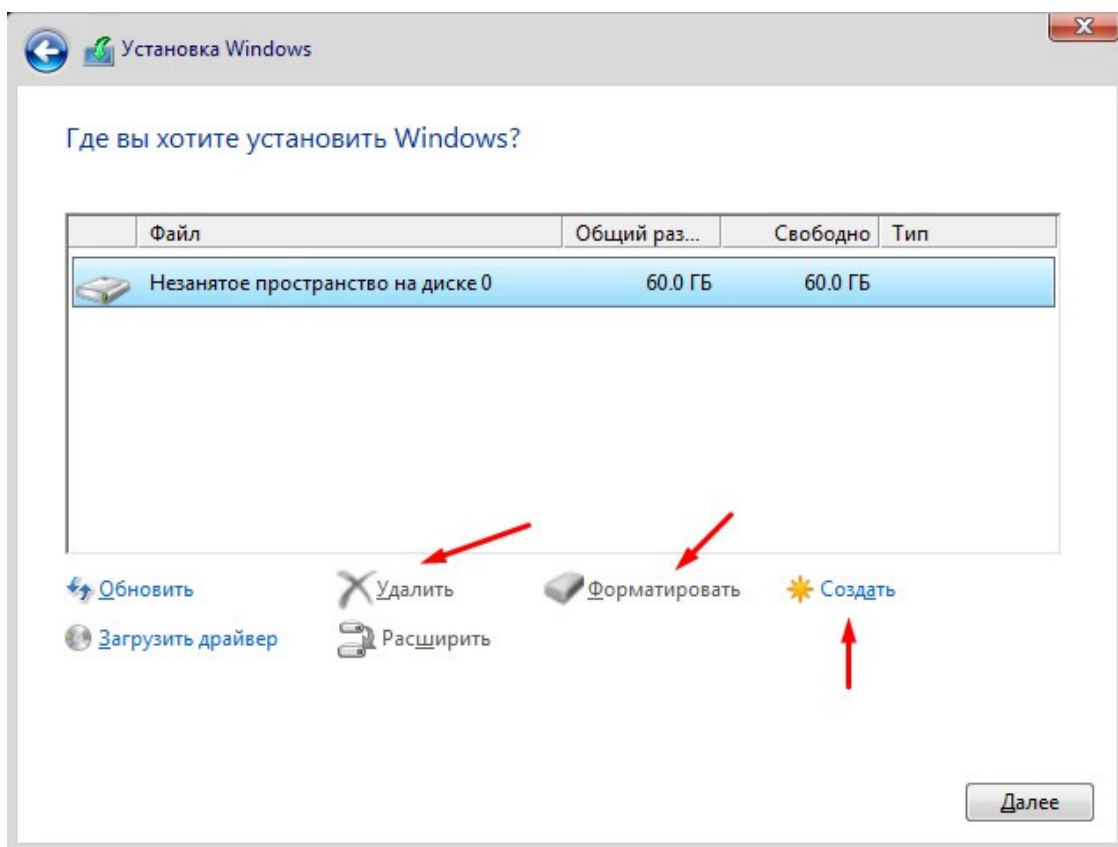 Установка Windows
Где вы хотите установить Windows?
Файл Общий раз... Свободно Тип
Незанятое пространство на диске 0 60.0 ГБ 60.0 ГБ
Обновить Удалить Форматировать Создать
Загрузить драйвер Расширить
Далее